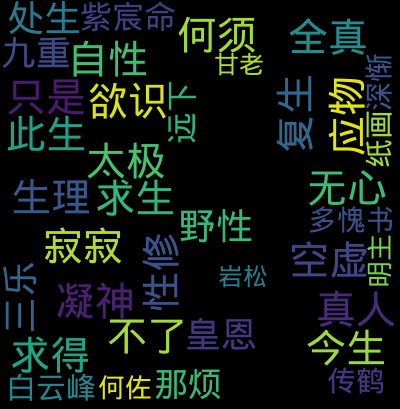 处生
紫宸命
何须
全真
九重
自性
甘老
深惭
只是
欲识
远下
复生
应物
纸画
此生
太极
无心
生理
求生
野性
多愧书
寂寂
性修
空虚
明主
三乐
凝神
岩松
真人
不了
皇恩
今生
求得
白云峰
何佐
那烦
传鹤